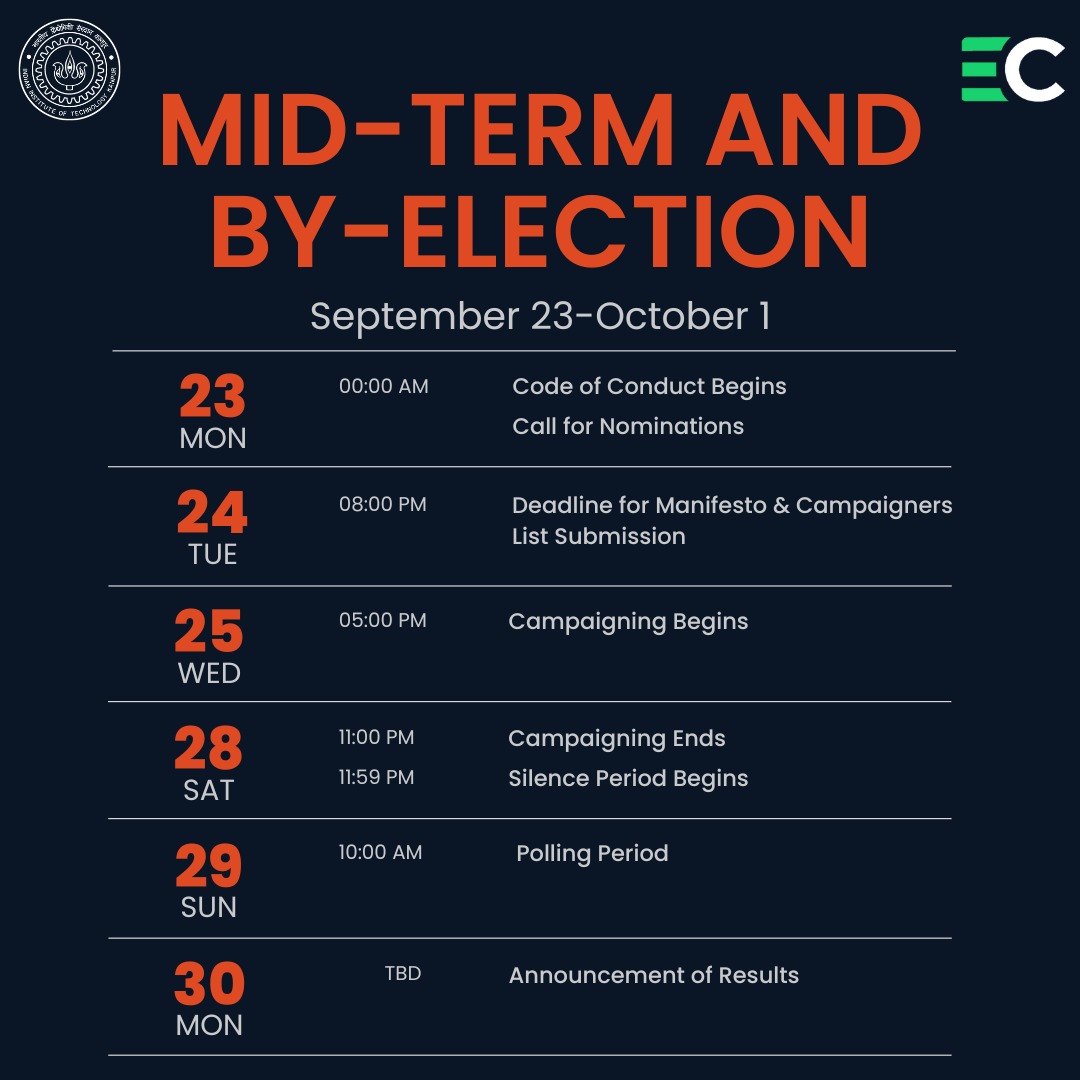 भारतीय प्रौद्योगिकी संस्थान कानपुर
INDIAN INSTITUTE OF TECHNOLOGY KANPUR
EC
MID-TERM AND
BY-ELECTION
September 23-October 1
23
MON
00:00 AM
Code of Conduct Begins
Call for Nominations
24
TUE
08:00 PM
Deadline for Manifesto & Campaigners
List Submission
25
WED
05:00 PM
Campaigning Begins
28
SAT
11:00 PM
Campaigning Ends
11:59 PM
Silence Period Begins
29
SUN
10:00 AM
Polling Period
30
MON
TBD
Announcement of Results